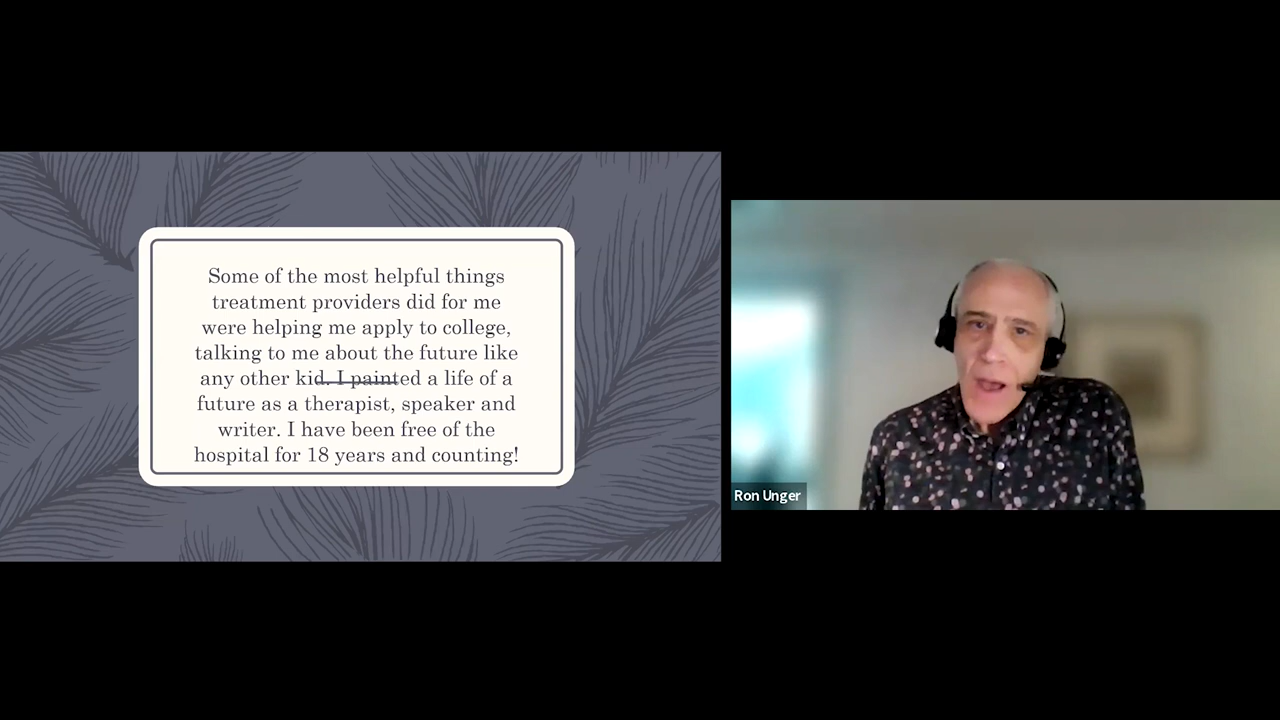 Some of the most helpful things
treatment providers did for me
were helping me apply to college,
talking to me about the future like
any other kid. I painted a life of a
future as a therapist, speaker and
writer. I have been free of the
hospital for 18 years and counting!
Ron Unger